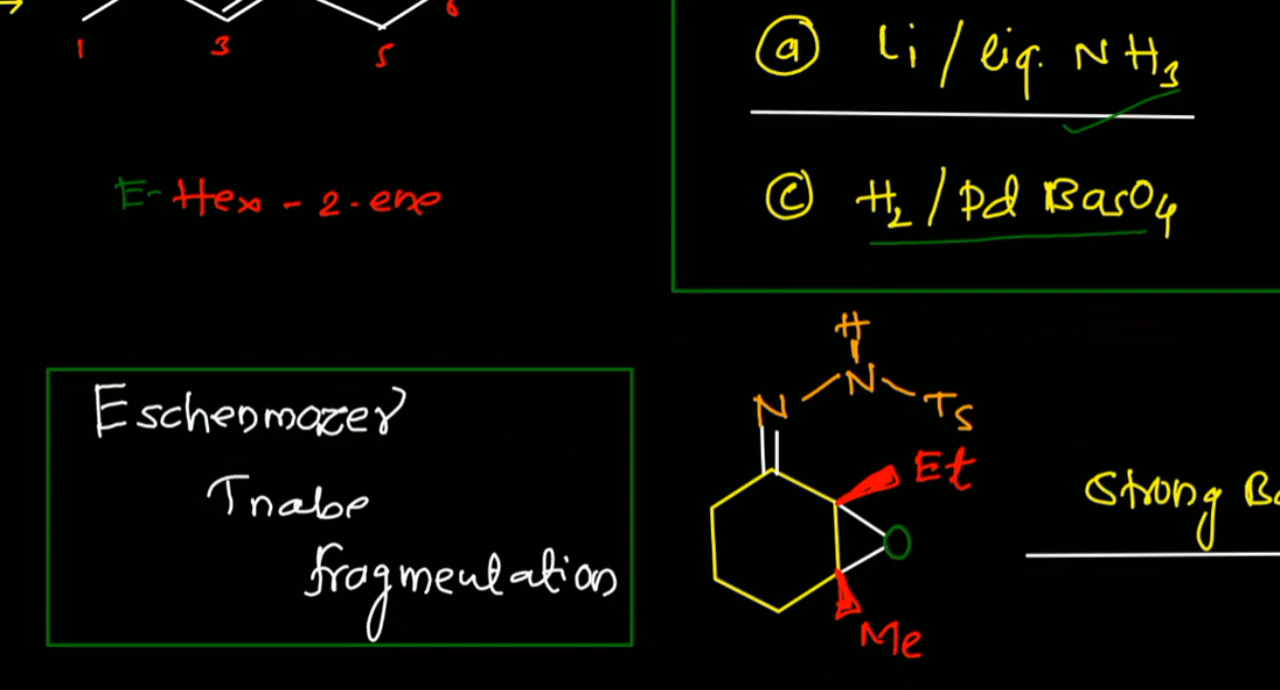 1 3 5 6
E-Hex-2-ene
(a) Li / liq. NH3
(c) H2 / Pd BaSO4
Eschenmozer
Tnabe
fragmentation
H
N
N
Ts
Et
O
Me
Strong Ba